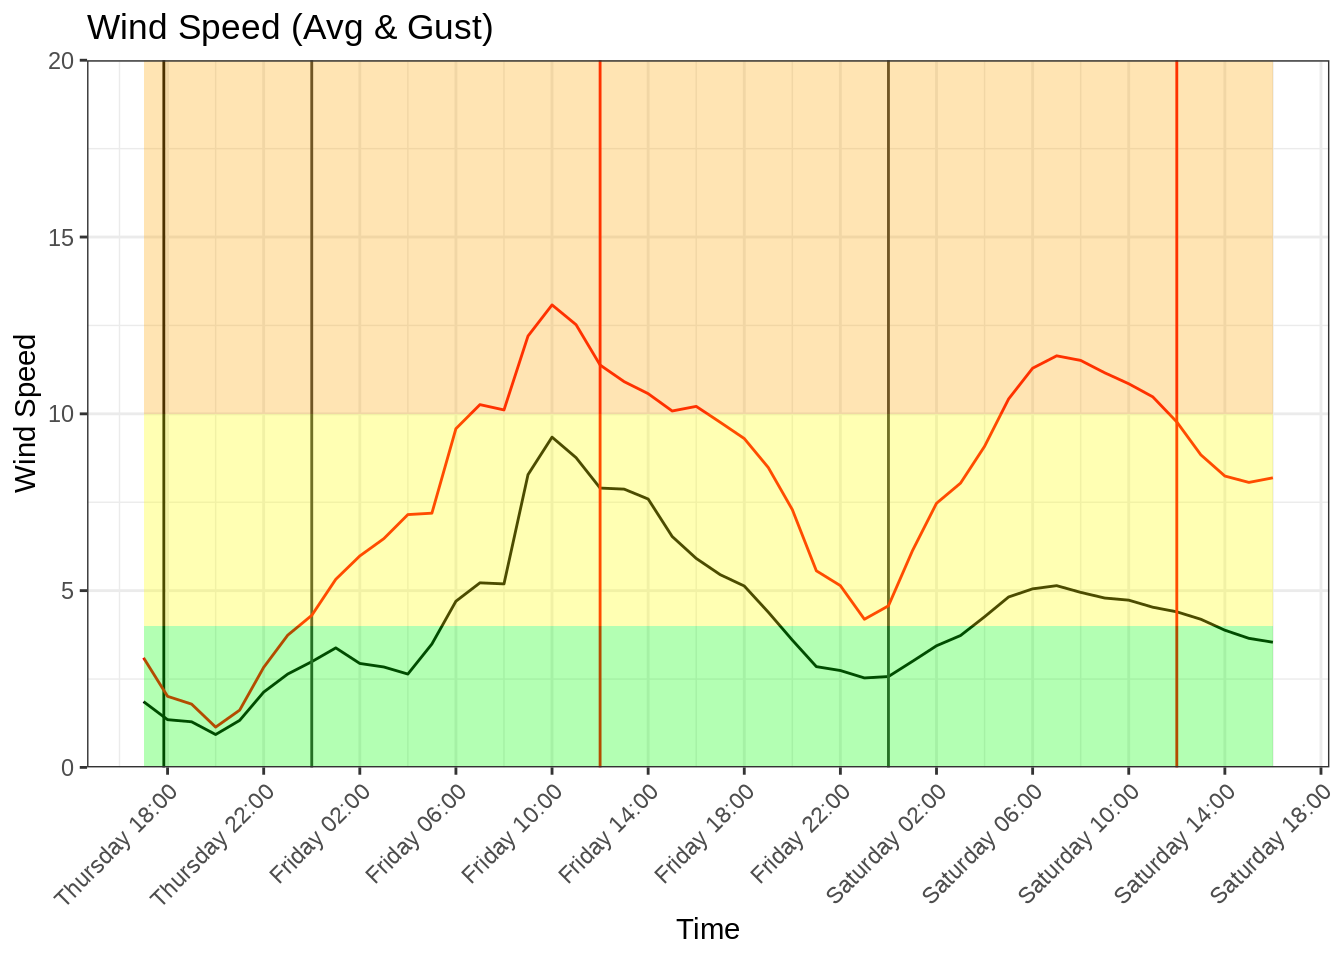 Wind Speed (Avg & Gust)
20
15
10
5
0
Wind Speed
Thursday 18:00
Thursday 22:00
Friday 02:00
Friday 06:00
Friday 10:00
Friday 14:00
Friday 18:00
Friday 22:00
Saturday 02:00
Saturday 06:00
Saturday 10:00
Saturday 14:00
Saturday 18:00
Time